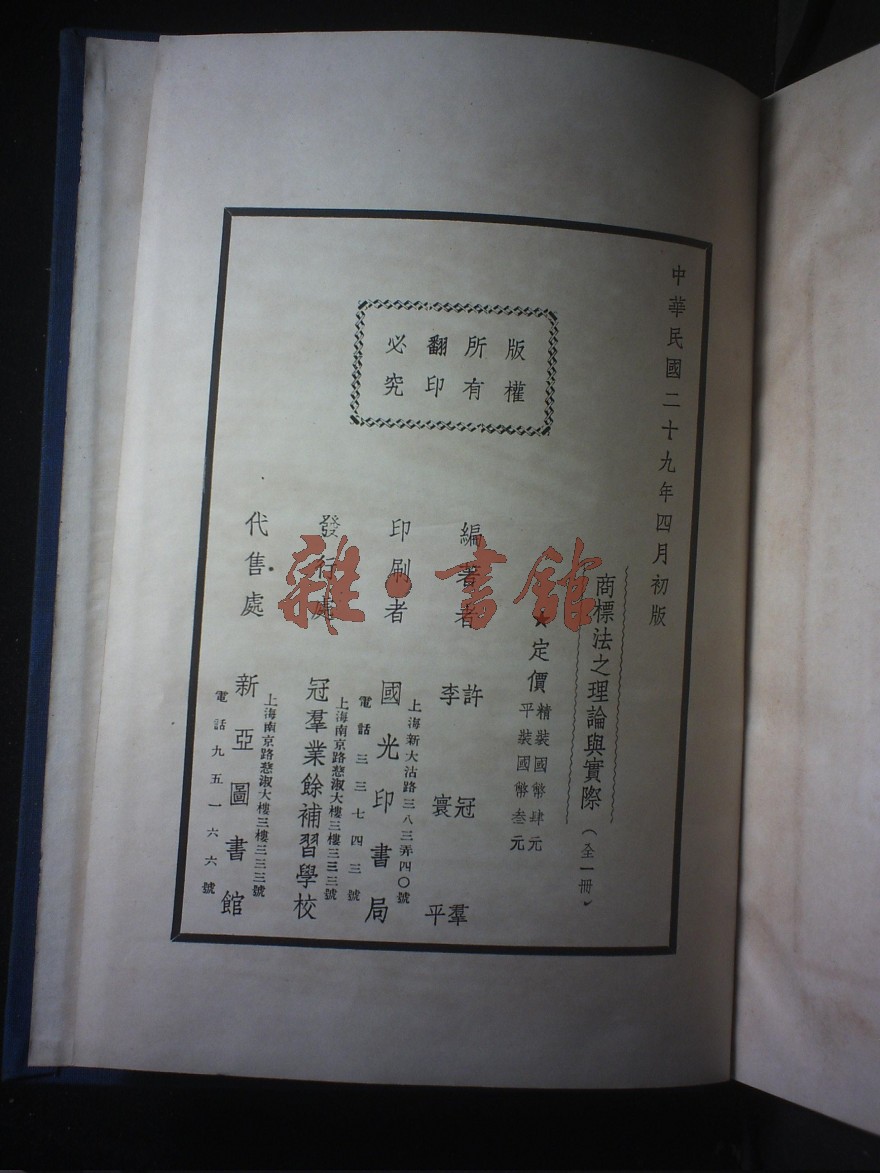 中華民國二十九年四月初版
版權所有
翻印必究
商標法之理論與實際(全一冊)
★定價
精裝國幣肆元
平裝國幣叁元
編著者
許冠羣
李寰平
印刷者
上海新大沽路三八三弄四〇號
國光印書局
電話三三七四三號
發行處
上海南京路慈淑大樓三樓三三三號
冠羣業餘補習學校
代售處
上海南京路慈淑大樓三樓三三三號
新亞圖書館
電話九五一六六號
雜·書館